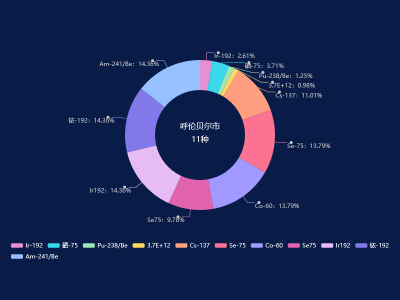 Ir-192: 2.61%
硒-75: 3.71%
Pu-238/Be: 1.25%
3.7E+12: 0.98%
Cs-137: 11.01%
Se-75: 13.79%
Co-60: 13.79%
Se75: 9.78%
Ir192: 14.36%
铱-192: 14.36%
Am-241/Be: 14.36%
呼伦贝尔市
11种
Ir-192 硒-75 Pu-238/Be 3.7E+12 Cs-137 Se-75 Co-60 Se75 Ir192 铱-192
Am-241/Be